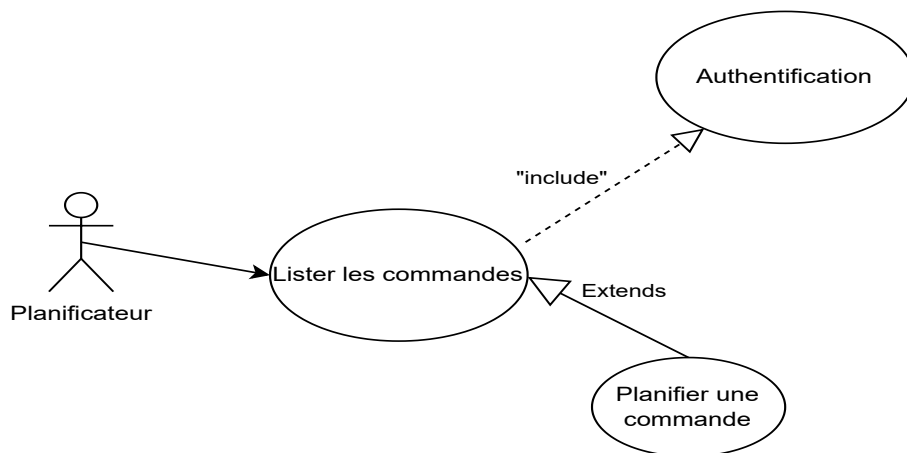 Authentification
"include"
Lister les commandes
Extends
Planificateur
Planifier une
commande